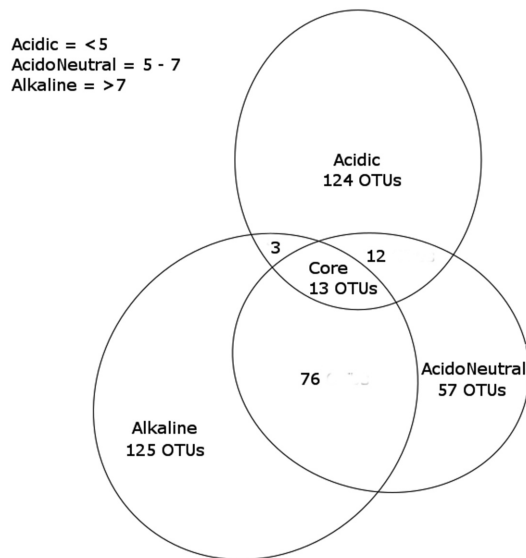 Acidic = <5
AcidoNeutral = 5 - 7
Alkaline = >7
Acidic
124 OTUs
3
12
Core
13 OTUs
76
AcidoNeutral
57 OTUs
Alkaline
125 OTUs